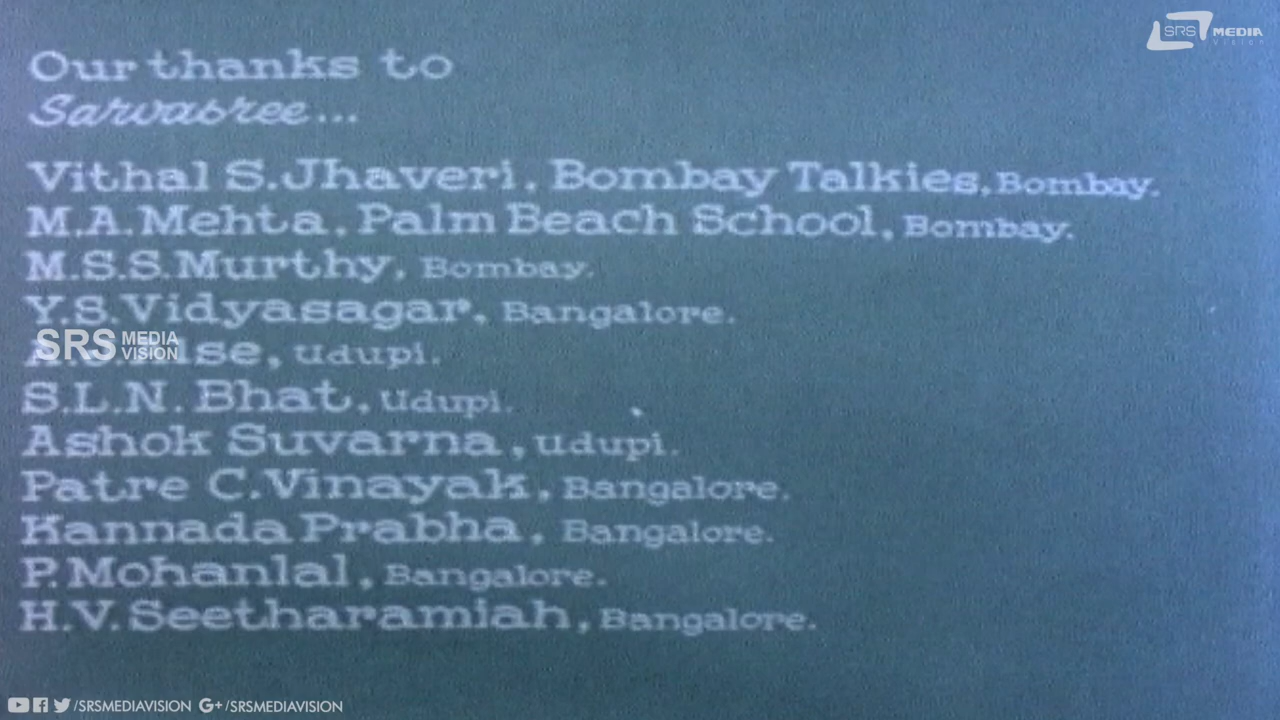 Our thanks to
Sarvasree...
Vithal S.Jhaveri, Bombay Talkies, Bombay.
M.A.Mehta, Palm Beach School, Bombay.
M.S.S.Murthy, Bombay.
Y.S.Vidyasagar, Bangalore.
Udupi.
S.L.N. Bhat, Udupi.
Ashok Suvarna, Udupi.
Patre C.Vinayak, Bangalore.
Kannada Prabha, Bangalore.
P.Mohanlal, Bangalore.
H.V.Seetharamiah, Bangalore.
SRS MEDIA
Vision
SRS MEDIA
VISION
/SRSMEDIAVISION G+/SRSMEDIAVISION